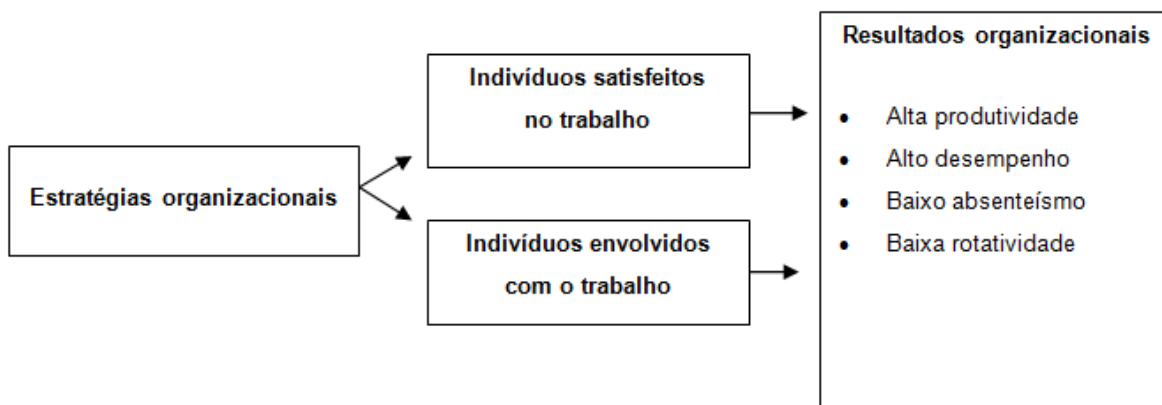 Estratégias organizacionais
Indivíduos satisfeitos
no trabalho
Indivíduos envolvidos
com o trabalho
Resultados organizacionais
• Alta produtividade
• Alto desempenho
• Baixo absenteísmo
• Baixa rotatividade